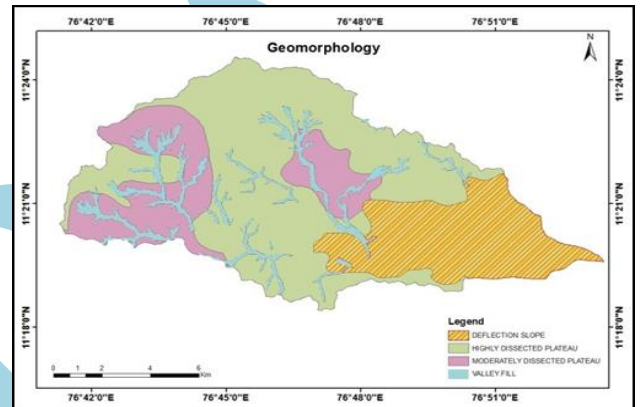 76°42'0"E 76°45'0"E 76°48'0"E 76°51'0"E
Geomorphology
N
11°24'0"N 11°24'0"N
11°21'0"N 11°21'0"N
11°18'0"N 11°18'0"N
Legend
DEFLECTION SLOPE
HIGHLY DISSECTED PLATEAU
MODERATELY DISSECTED PLATEAU
VALLEY FILL
0 1 2 4 6
Km
76°42'0"E 76°45'0"E 76°48'0"E 76°51'0"E